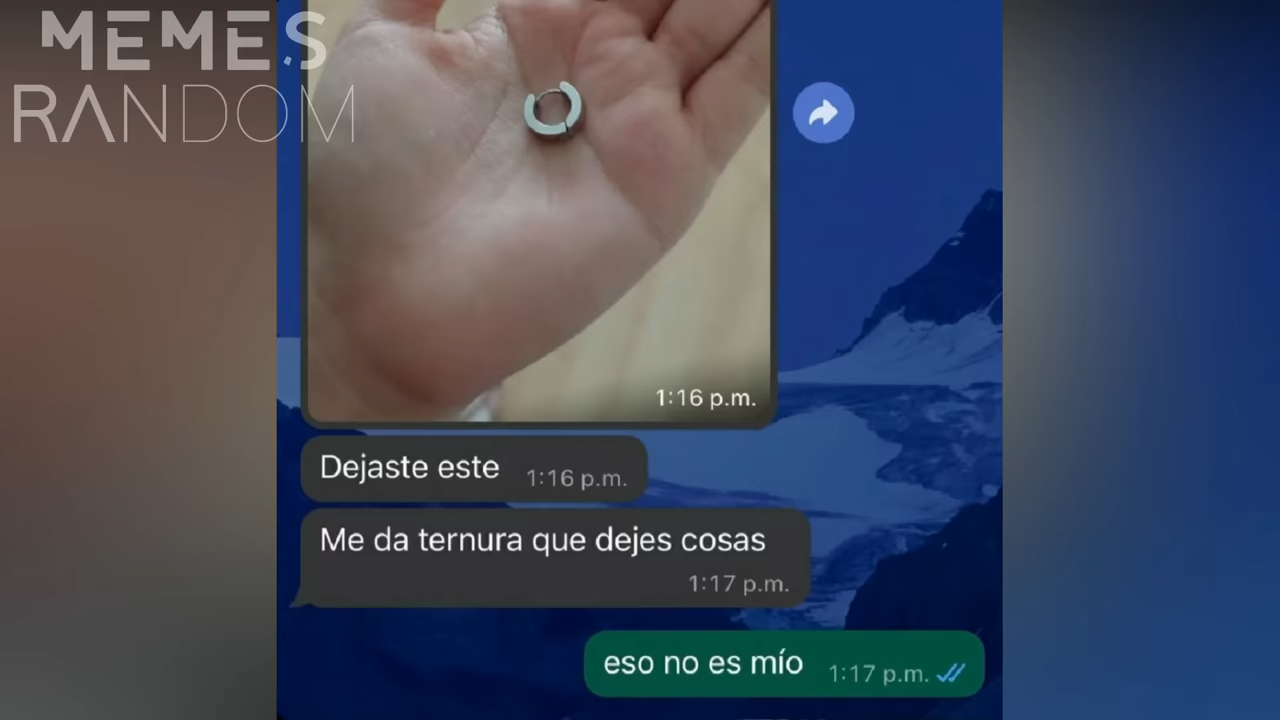 MEMES
RANDOM
1:16 p.m.
Dejaste este 1:16 p.m.
Me da ternura que dejes cosas
1:17 p.m.
eso no es mío 1:17 p.m.